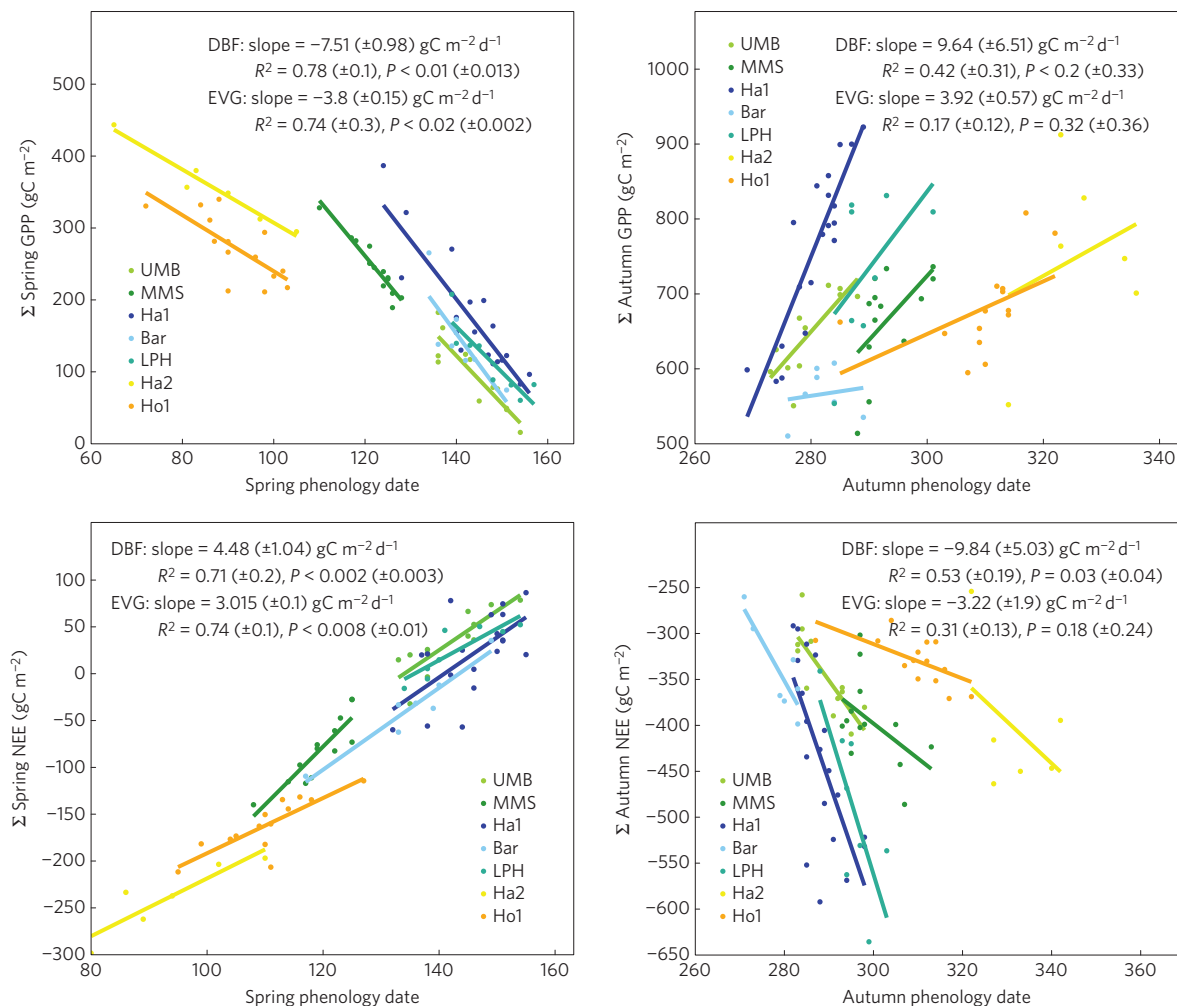 DBF: slope = −7.51 (±0.98) gC m⁻² d⁻¹
R² = 0.78 (±0.1), P < 0.01 (±0.013)
EVG: slope = −3.8 (±0.15) gC m⁻² d⁻¹
R² = 0.74 (±0.3), P < 0.02 (±0.002)
500
400
300
200
100
0
Σ Spring GPP (gC m⁻²)
UMB
MMS
Ha1
Bar
LPH
Ha2
Ho1
60 80 100 120 140 160
Spring phenology date
UMB
MMS
Ha1
Bar
LPH
Ha2
Ho1
DBF: slope = 9.64 (±6.51) gC m⁻² d⁻¹
R² = 0.42 (±0.31), P < 0.2 (±0.33)
EVG: slope = 3.92 (±0.57) gC m⁻² d⁻¹
R² = 0.17 (±0.12), P = 0.32 (±0.36)
1000
900
800
700
600
500
Σ Autumn GPP (gC m⁻²)
260 280 300 320 340
Autumn phenology date
DBF: slope = 4.48 (±1.04) gC m⁻² d⁻¹
R² = 0.71 (±0.2), P < 0.002 (±0.003)
EVG: slope = 3.015 (±0.1) gC m⁻² d⁻¹
R² = 0.74 (±0.1), P < 0.008 (±0.01)
100
50
0
−50
−100
−150
−200
−250
−300
Σ Spring NEE (gC m⁻²)
UMB
MMS
Ha1
Bar
LPH
Ha2
Ho1
80 100 120 140 160
Spring phenology date
DBF: slope = −9.84 (±5.03) gC m⁻² d⁻¹
R² = 0.53 (±0.19), P = 0.03 (±0.04)
EVG: slope = −3.22 (±1.9) gC m⁻² d⁻¹
R² = 0.31 (±0.13), P = 0.18 (±0.24)
−250
−300
−350
−400
−450
−500
−550
−600
−650
Σ Autumn NEE (gC m⁻²)
UMB
MMS
Ha1
Bar
LPH
Ha2
Ho1
260 280 300 320 340 360
Autumn phenology date